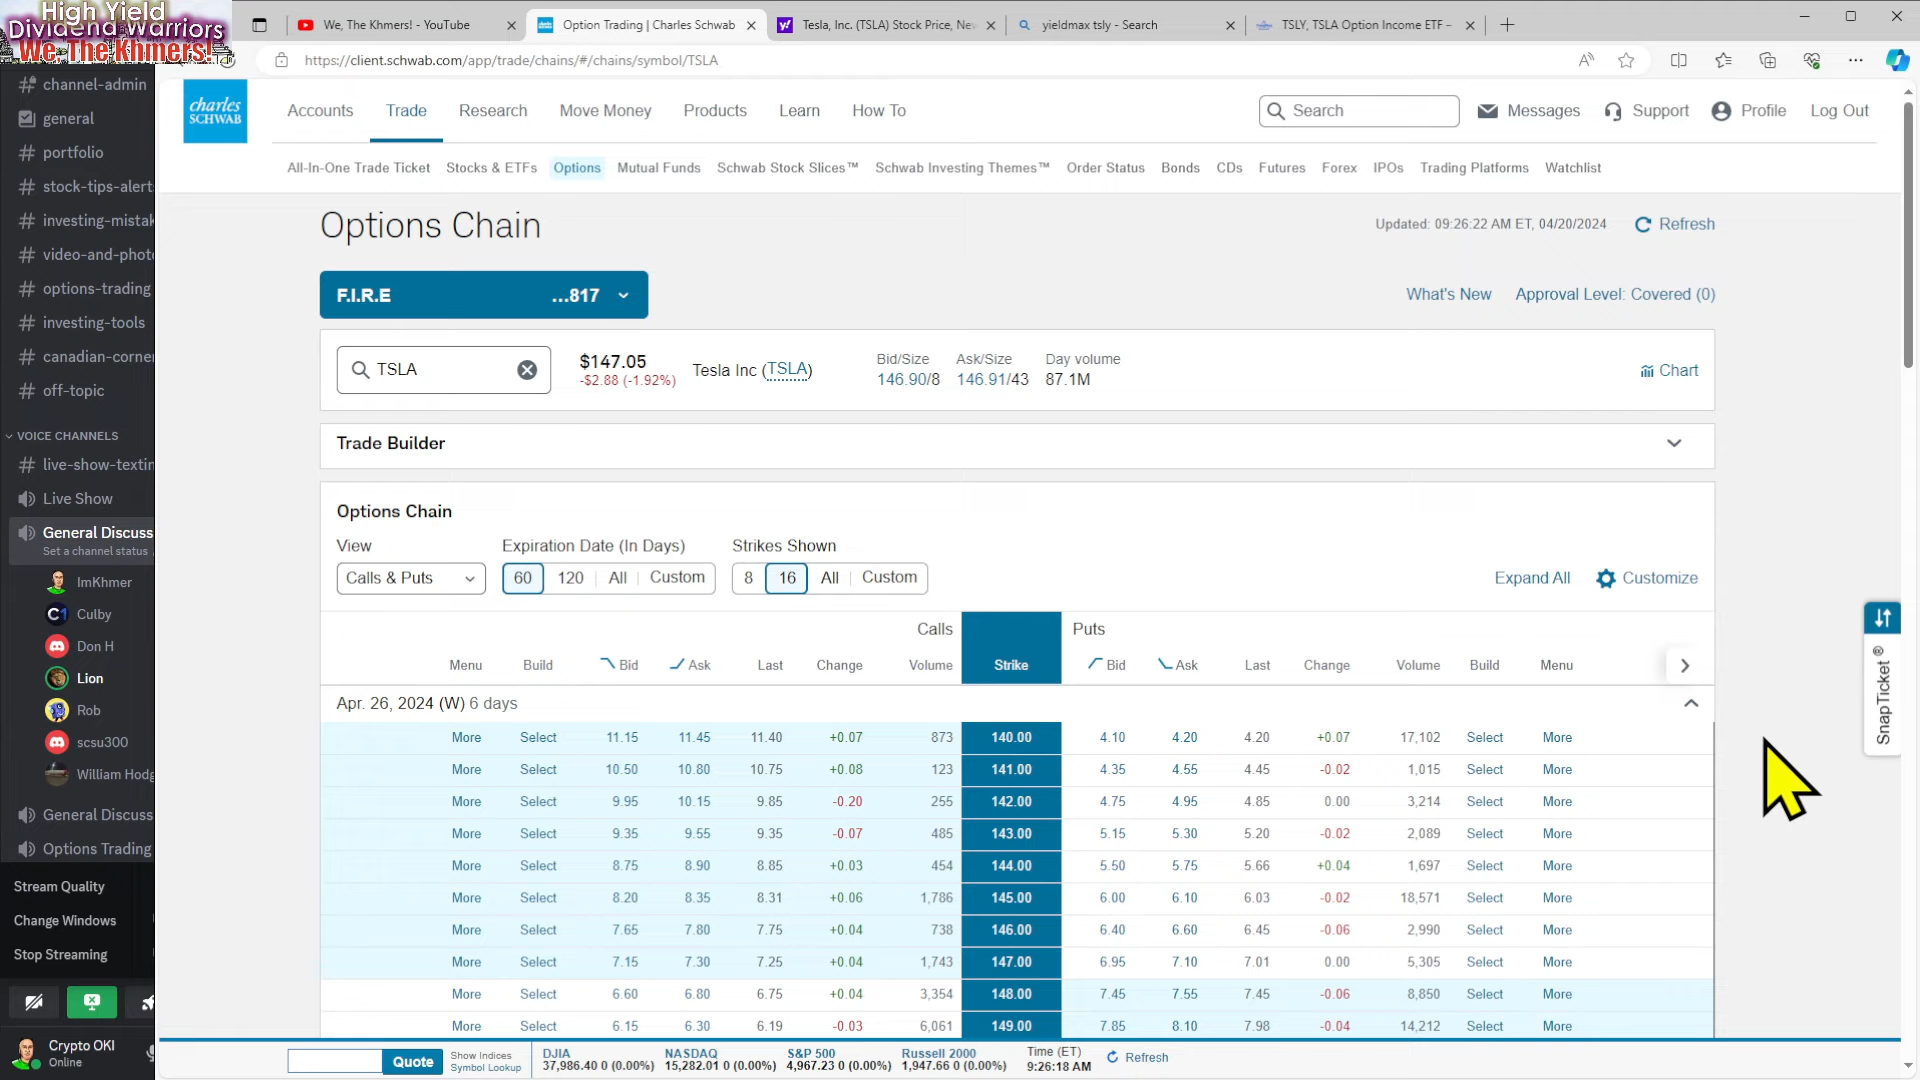 High Yield
Dividend Warriors
We The Khmers!
We, The Khmers! - YouTube
Option Trading | Charles Schwab
Tesla, Inc. (TSLA) Stock Price, Ne
yieldmax tsly - Search
TSLY, TSLA Option Income ETF –
https://client.schwab.com/app/trade/chains/#/chains/symbol/TSLA
# channel-admin
general
# portfolio
# stock-tips-alerts
# investing-mistak
# video-and-phot
# options-trading
# investing-tools
# canadian-corner
# off-topic
VOICE CHANNELS
# live-show-textin
Live Show
General Discuss
Set a channel status
ImKhmer
Culby
Don H
Lion
Rob
scsu300
William Hodg
General Discuss
Options Trading
Stream Quality
Change Windows
Stop Streaming
Crypto OKI
Online
charles SCHWAB
Accounts Trade Research Move Money Products Learn How To
Search Messages Support Profile Log Out
All-In-One Trade Ticket Stocks & ETFs Options Mutual Funds Schwab Stock Slices™ Schwab Investing Themes™ Order Status Bonds CDs Futures Forex IPOs Trading Platforms Watchlist
Options Chain
Updated: 09:26:22 AM ET, 04/20/2024 Refresh
F.I.R.E ...817
What's New Approval Level: Covered (0)
TSLA
$147.05
-$2.88 (-1.92%)
Tesla Inc (TSLA)
Bid/Size Ask/Size Day volume
146.90/8 146.91/43 87.1M
Chart
Trade Builder
Options Chain
View Expiration Date (In Days) Strikes Shown
Calls & Puts 60 120 All Custom 8 16 All Custom
Expand All Customize
Calls Puts
Menu Build Bid Ask Last Change Volume Strike Bid Ask Last Change Volume Build Menu
Apr. 26, 2024 (W) 6 days
More Select 11.15 11.45 11.40 +0.07 873 140.00 4.10 4.20 4.20 +0.07 17,102 Select More
More Select 10.50 10.80 10.75 +0.08 123 141.00 4.35 4.55 4.45 -0.02 1,015 Select More
More Select 9.95 10.15 9.85 -0.20 255 142.00 4.75 4.95 4.85 0.00 3,214 Select More
More Select 9.35 9.55 9.35 -0.07 485 143.00 5.15 5.30 5.20 -0.02 2,089 Select More
More Select 8.75 8.90 8.85 +0.03 454 144.00 5.50 5.75 5.66 +0.04 1,697 Select More
More Select 8.20 8.35 8.31 +0.06 1,786 145.00 6.00 6.10 6.03 -0.02 18,571 Select More
More Select 7.65 7.80 7.75 +0.04 738 146.00 6.40 6.60 6.45 -0.06 2,990 Select More
More Select 7.15 7.30 7.25 +0.04 1,743 147.00 6.95 7.10 7.01 0.00 5,305 Select More
More Select 6.60 6.80 6.75 +0.04 3,354 148.00 7.45 7.55 7.45 -0.06 8,850 Select More
More Select 6.15 6.30 6.19 -0.03 6,061 149.00 7.85 8.10 7.98 -0.04 14,212 Select More
SnapTicket®
Quote
Show Indices
Symbol Lookup
DJIA NASDAQ S&P 500 Russell 2000 Time (ET) Refresh
37,986.40 0 (0.00%) 15,282.01 0 (0.00%) 4,967.23 0 (0.00%) 1,947.66 0 (0.00%) 9:26:18 AM